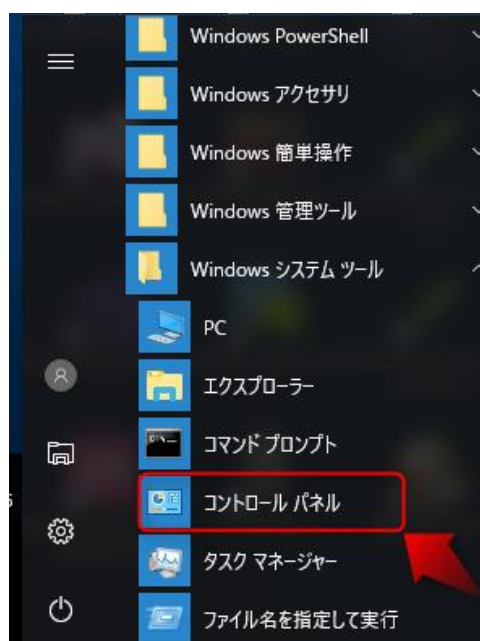 Windows PowerShell
Windows アクセサリ
Windows 簡単操作
Windows 管理ツール
Windows システム ツール
PC
エクスプローラー
コマンド プロンプト
コントロール パネル
タスク マネージャー
ファイル名を指定して実行